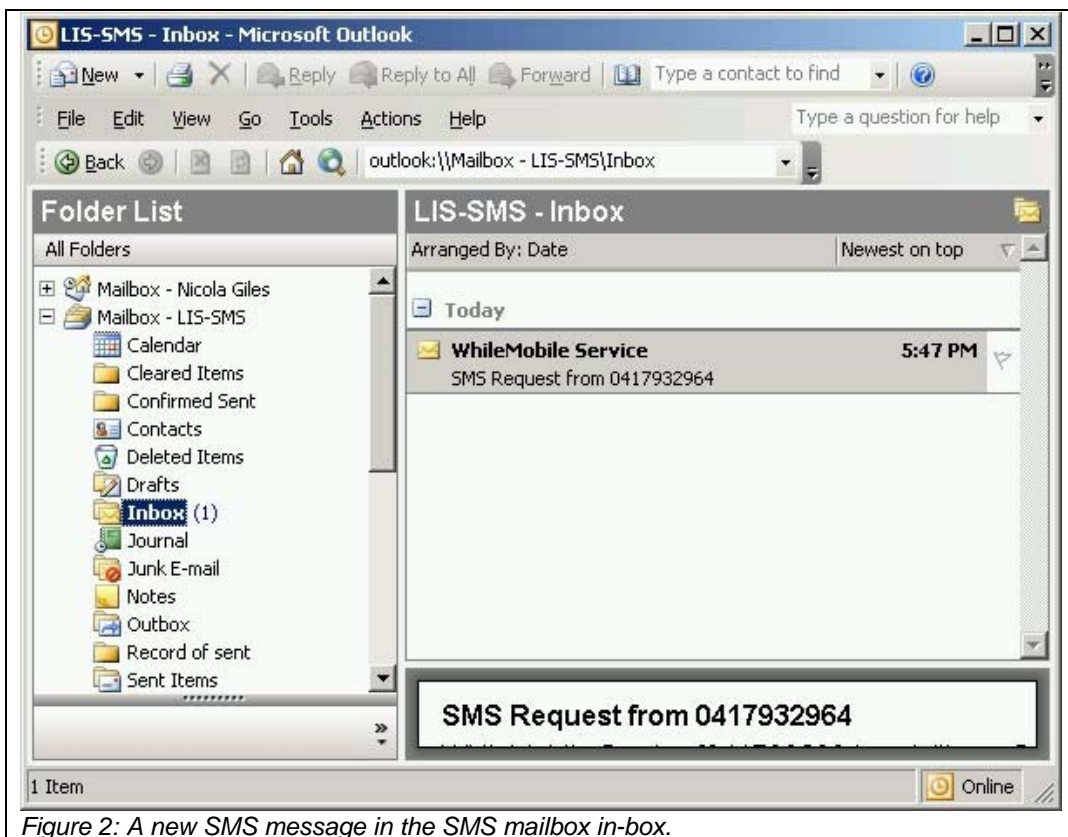 LIS-SMS - Inbox - Microsoft Outlook
New Reply Reply to All Forward Type a contact to find
File Edit View Go Tools Actions Help Type a question for help
Back outlook:\\Mailbox - LIS-SMS\Inbox
Folder List
All Folders
Mailbox - Nicola Giles
Mailbox - LIS-SMS
Calendar
Cleared Items
Confirmed Sent
Contacts
Deleted Items
Drafts
Inbox (1)
Journal
Junk E-mail
Notes
Outbox
Record of sent
Sent Items
LIS-SMS - Inbox
Arranged By: Date Newest on top
Today
WhileMobile Service 5:47 PM
SMS Request from 0417932964
SMS Request from 0417932964
1 Item Online
Figure 2: A new SMS message in the SMS mailbox in-box.